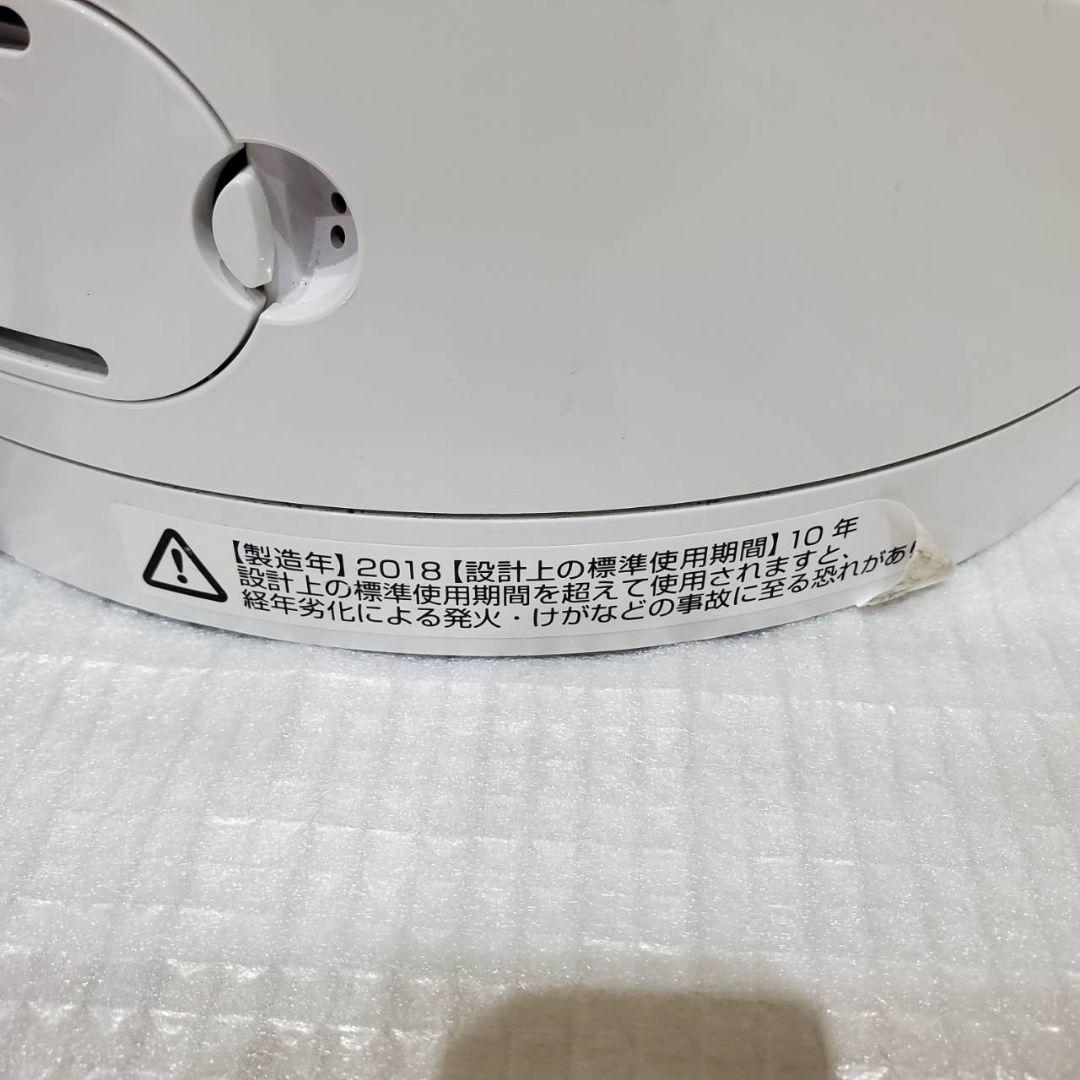 【製造年】2018【設計上の標準使用期間】10 年
設計上の標準使用期間を超えて使用されますと、
経年劣化による発火・けがなどの事故に至る恐れがあ